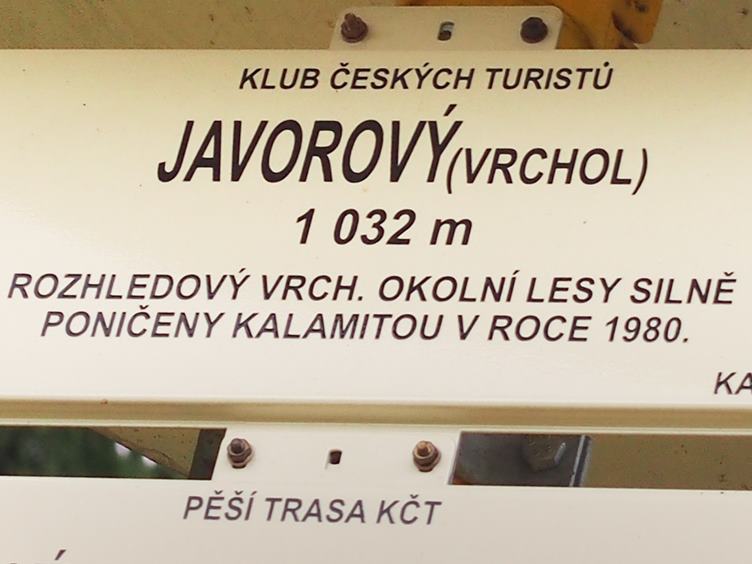 KLUB ČESKÝCH TURISTŮ
JAVOROVÝ (VRCHOL)
1 032 m
ROZHLEDOVÝ VRCH. OKOLNÍ LESY SILNĚ
PONIČENY KALAMITOU V ROCE 1980.
PĚŠÍ TRASA KČT